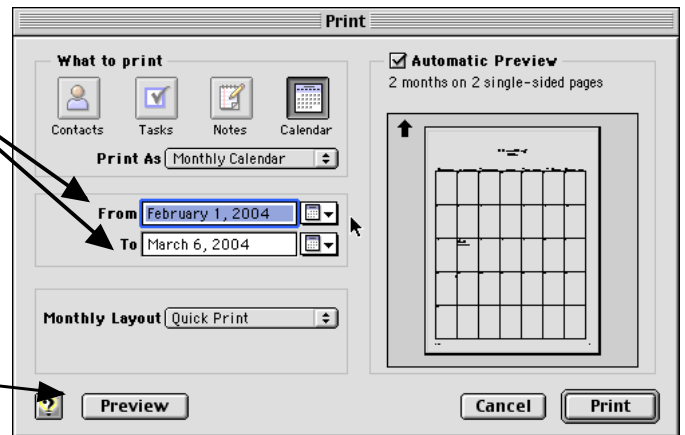 Print
What to print
Contacts Tasks Notes Calendar
Print As Monthly Calendar
From February 1, 2004
To March 6, 2004
Monthly Layout Quick Print
Automatic Preview
2 months on 2 single-sided pages
? Preview Cancel Print